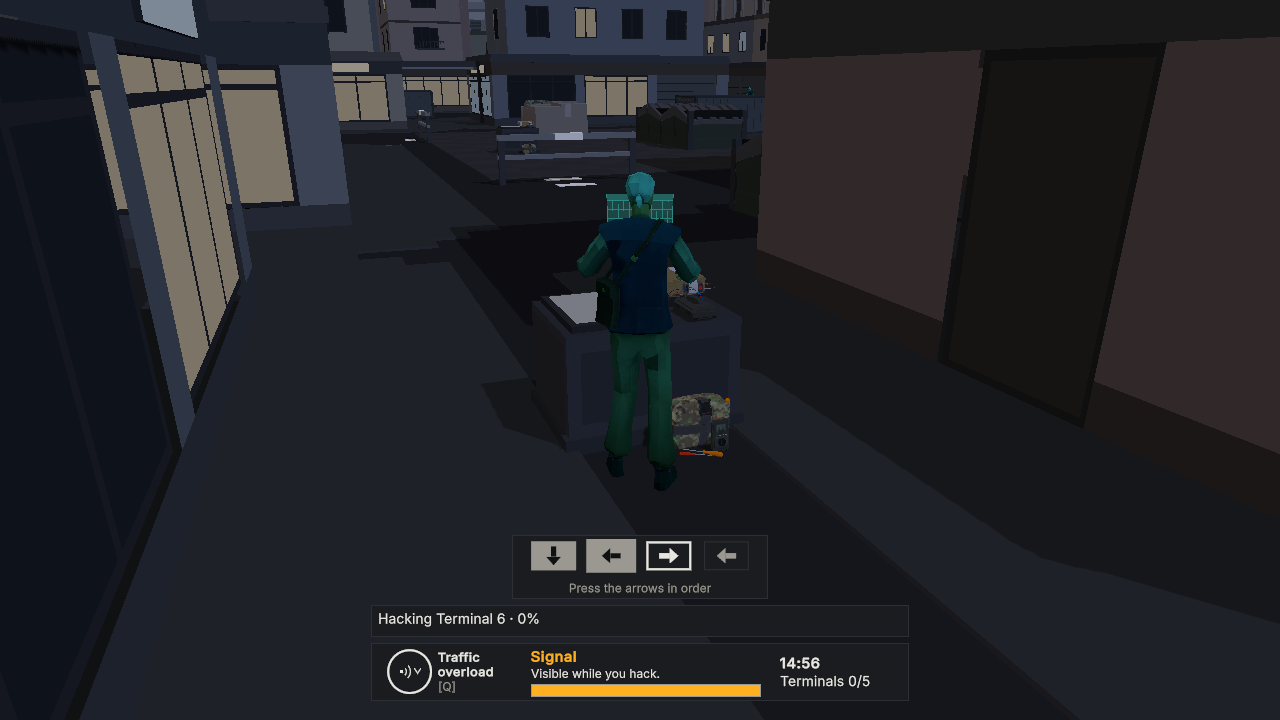 Press the arrows in order
Hacking Terminal 6 · 0%
Traffic
overload
[Q]
Signal
Visible while you hack.
14:56
Terminals 0/5